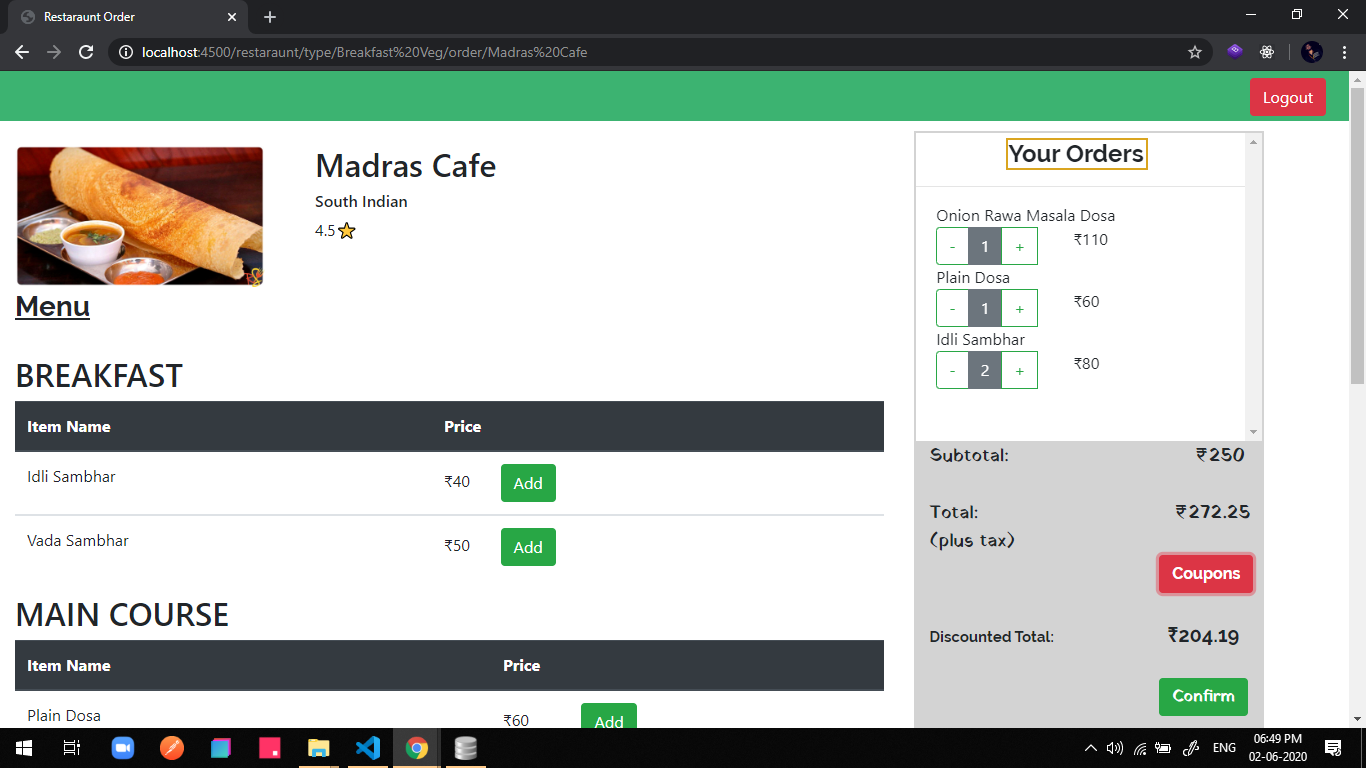 Restaraunt Order
localhost:4500/restaraunt/type/Breakfast%20Veg/order/Madras%20Cafe
Logout
Madras Cafe
South Indian
4.5
Menu
BREAKFAST
Item Name Price
Idli Sambhar ₹40 Add
Vada Sambhar ₹50 Add
MAIN COURSE
Item Name Price
Plain Dosa ₹60 Add
Your Orders
Onion Rawa Masala Dosa
- 1 + ₹110
Plain Dosa
- 1 + ₹60
Idli Sambhar
- 2 + ₹80
Subtotal: ₹250
Total: ₹272.25
(plus tax)
Coupons
Discounted Total: ₹204.19
Confirm
ENG
06:49 PM
02-06-2020